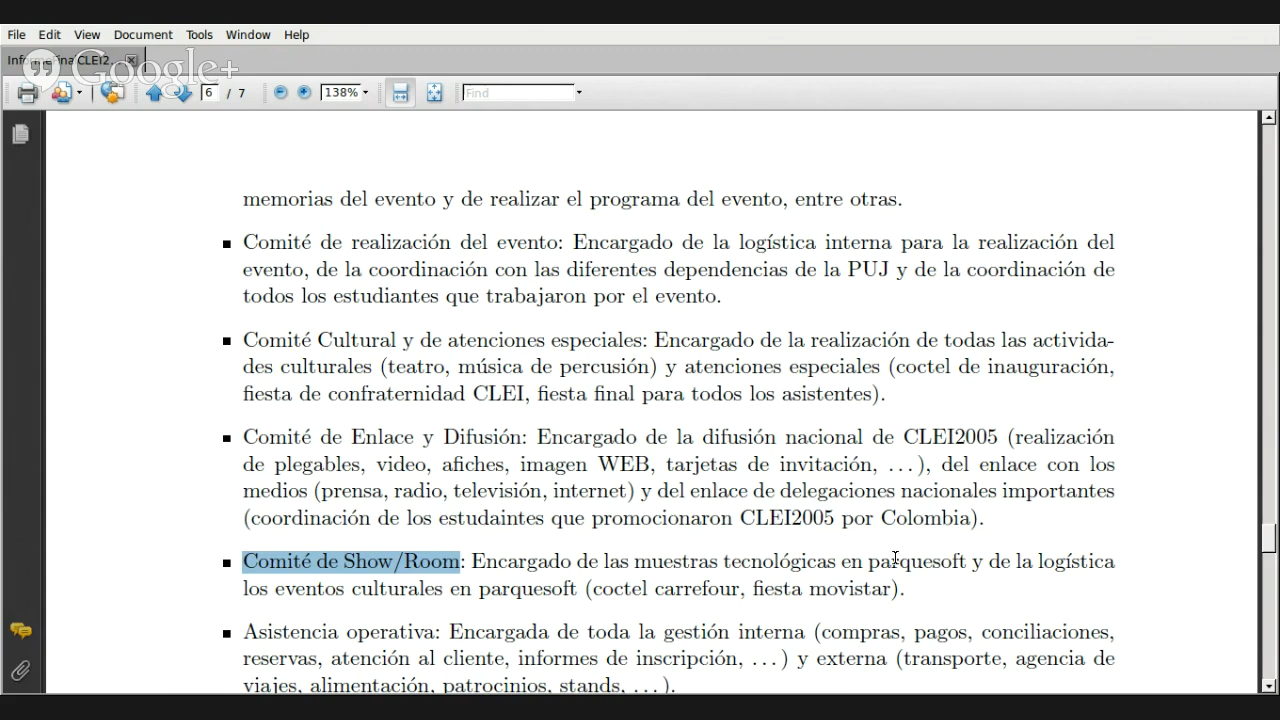 File Edit View Document Tools Window Help
InformefinalCLEI2...
Google+
6 / 7 138% Find
memorias del evento y de realizar el programa del evento, entre otras.
Comité de realización del evento: Encargado de la logística interna para la realización del
evento, de la coordinación con las diferentes dependencias de la PUJ y de la coordinación de
todos los estudiantes que trabajaron por el evento.
Comité Cultural y de atenciones especiales: Encargado de la realización de todas las activida-
des culturales (teatro, música de percusión) y atenciones especiales (coctel de inauguración,
fiesta de confraternidad CLEI, fiesta final para todos los asistentes).
Comité de Enlace y Difusión: Encargado de la difusión nacional de CLEI2005 (realización
de plegables, video, afiches, imagen WEB, tarjetas de invitación, ...), del enlace con los
medios (prensa, radio, televisión, internet) y del enlace de delegaciones nacionales importantes
(coordinación de los estudaintes que promocionaron CLEI2005 por Colombia).
Comité de Show/Room: Encargado de las muestras tecnológicas en parquesoft y de la logística
los eventos culturales en parquesoft (coctel carrefour, fiesta movistar).
Asistencia operativa: Encargada de toda la gestión interna (compras, pagos, conciliaciones,
reservas, atención al cliente, informes de inscripción, ...) y externa (transporte, agencia de
viajes, alimentación, patrocinios, stands, ...).